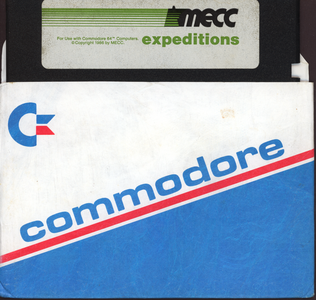 mecc
For Use with Commodore 64™ Computers.
©Copyright 1984 by MECC.
expeditions
commodore